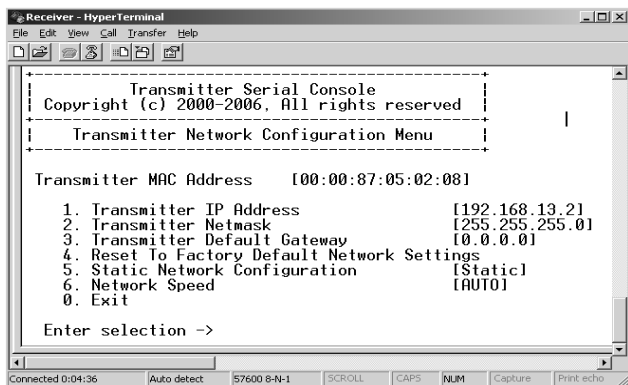 Receiver - HyperTerminal
File Edit View Call Transfer Help
Transmitter Serial Console
Copyright (c) 2000-2006, All rights reserved
Transmitter Network Configuration Menu
Transmitter MAC Address [00:00:87:05:02:08]
1. Transmitter IP Address [192.168.13.2]
2. Transmitter Netmask [255.255.255.0]
3. Transmitter Default Gateway [0.0.0.0]
4. Reset To Factory Default Network Settings
5. Static Network Configuration [Static]
6. Network Speed [AUTO]
0. Exit
Enter selection ->
Connected 0:04:36 Auto detect 57600 8-N-1 SCROLL CAPS NUM Capture Print echo